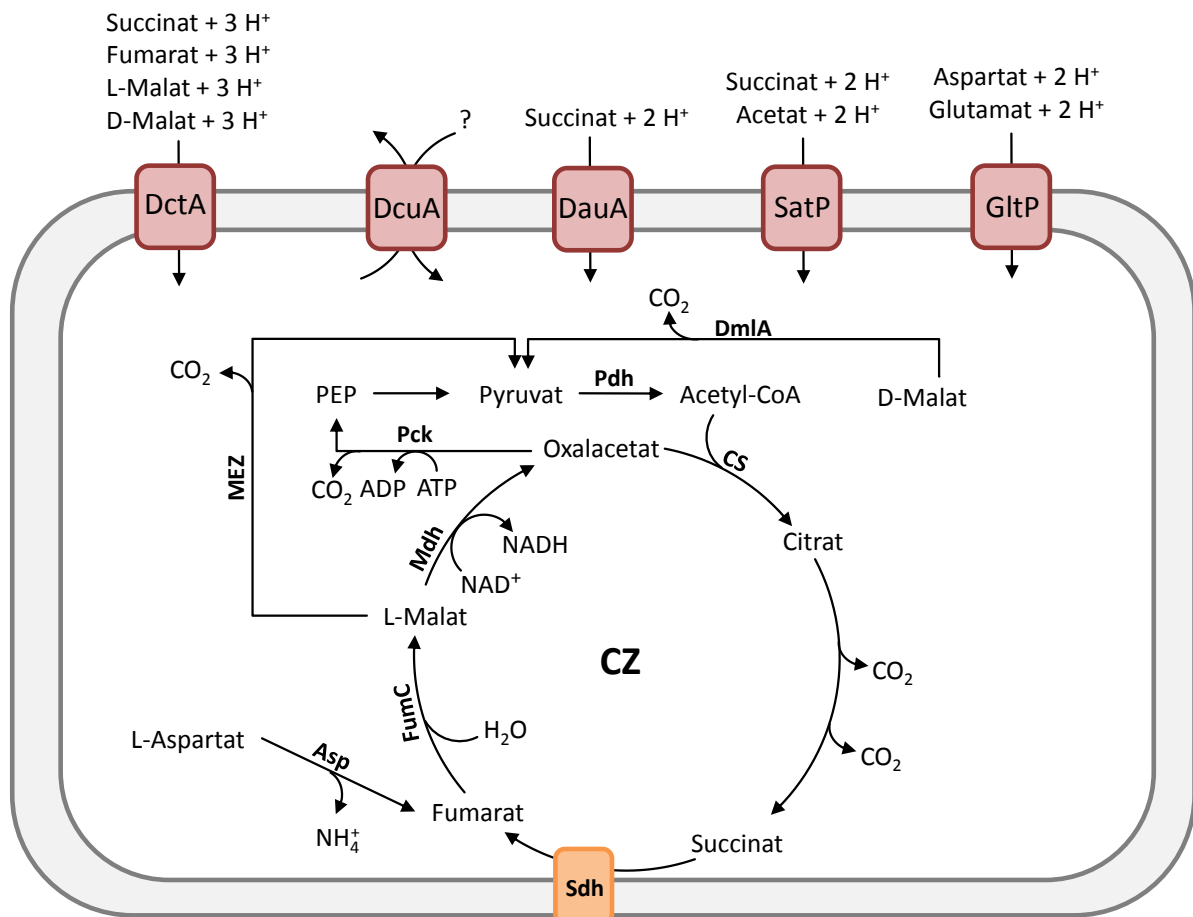 Succinat + 3 H⁺
Fumarat + 3 H⁺
L-Malat + 3 H⁺
D-Malat + 3 H⁺
?
Succinat + 2 H⁺
Succinat + 2 H⁺
Acetat + 2 H⁺
Aspartat + 2 H⁺
Glutamat + 2 H⁺
DctA
DcuA
DauA
SatP
GltP
CO₂
DmlA
CO₂
PEP
Pyruvat
Pdh
Acetyl-CoA
D-Malat
Pck
Oxalacetat
CS
MEZ
CO₂
ADP
ATP
Mdh
NADH
NAD⁺
Citrat
L-Malat
CZ
CO₂
FumC
H₂O
L-Aspartat
Asp
CO₂
NH₄⁺
Fumarat
Succinat
Sdh